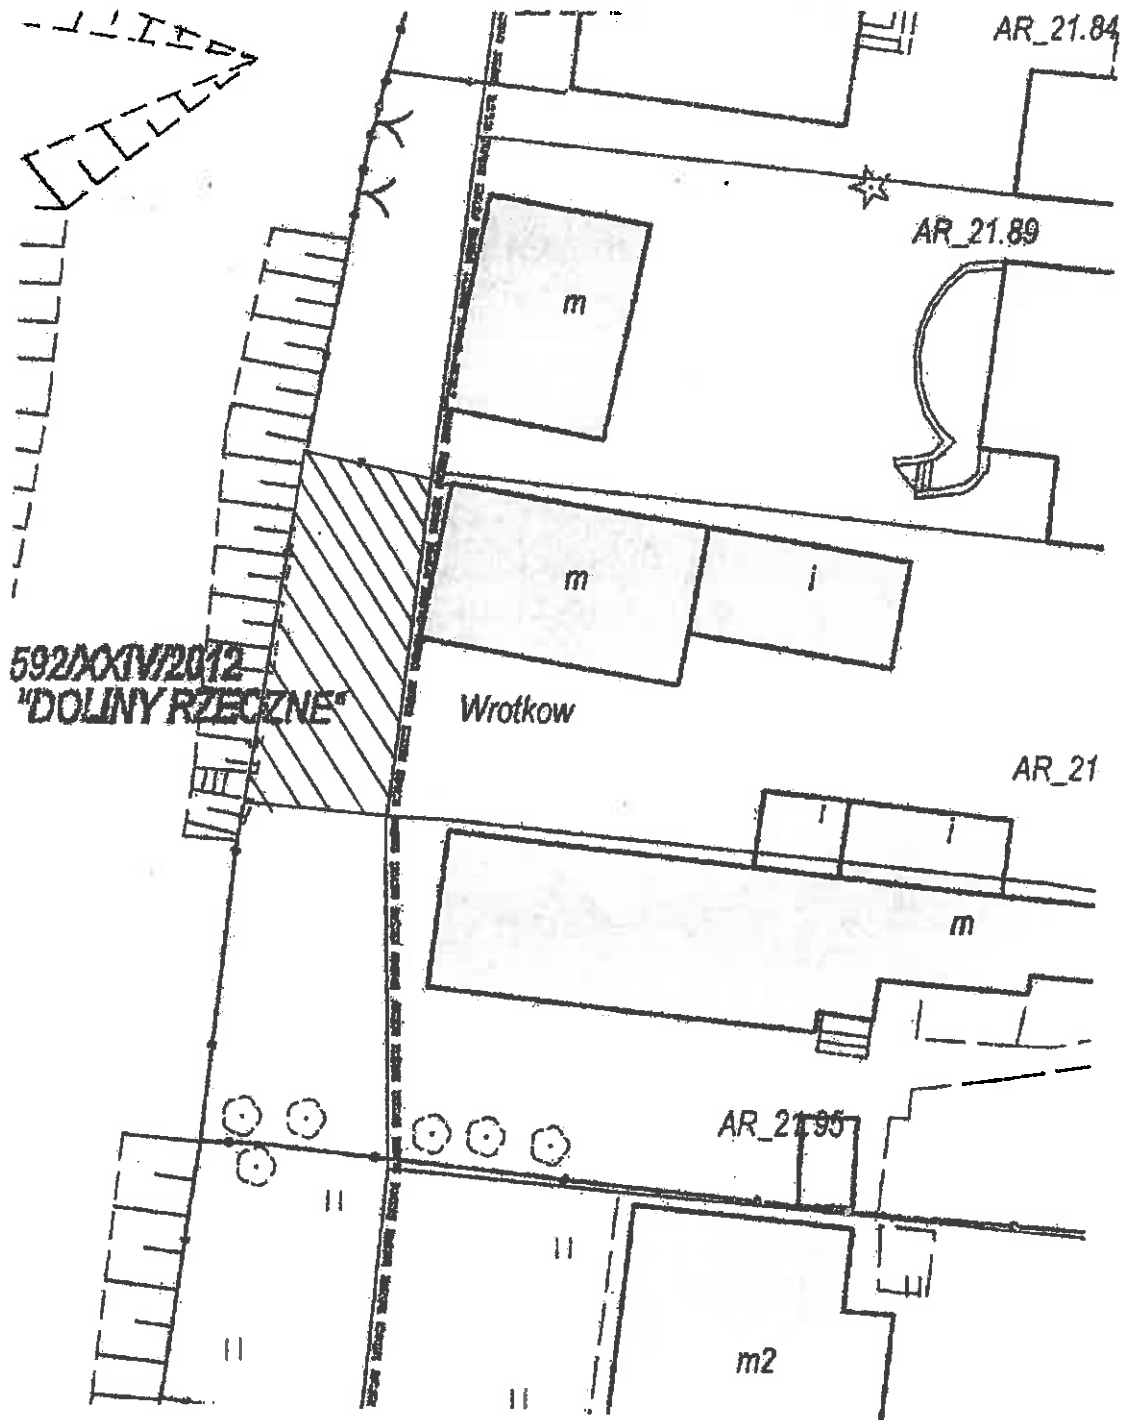 AR_21.84
AR_21.89
m
m
i
592/XXIV/2012
"DOLINY RZECZNE"
Wrotkow
AR_21
i
i
m
AR_21.95
m2